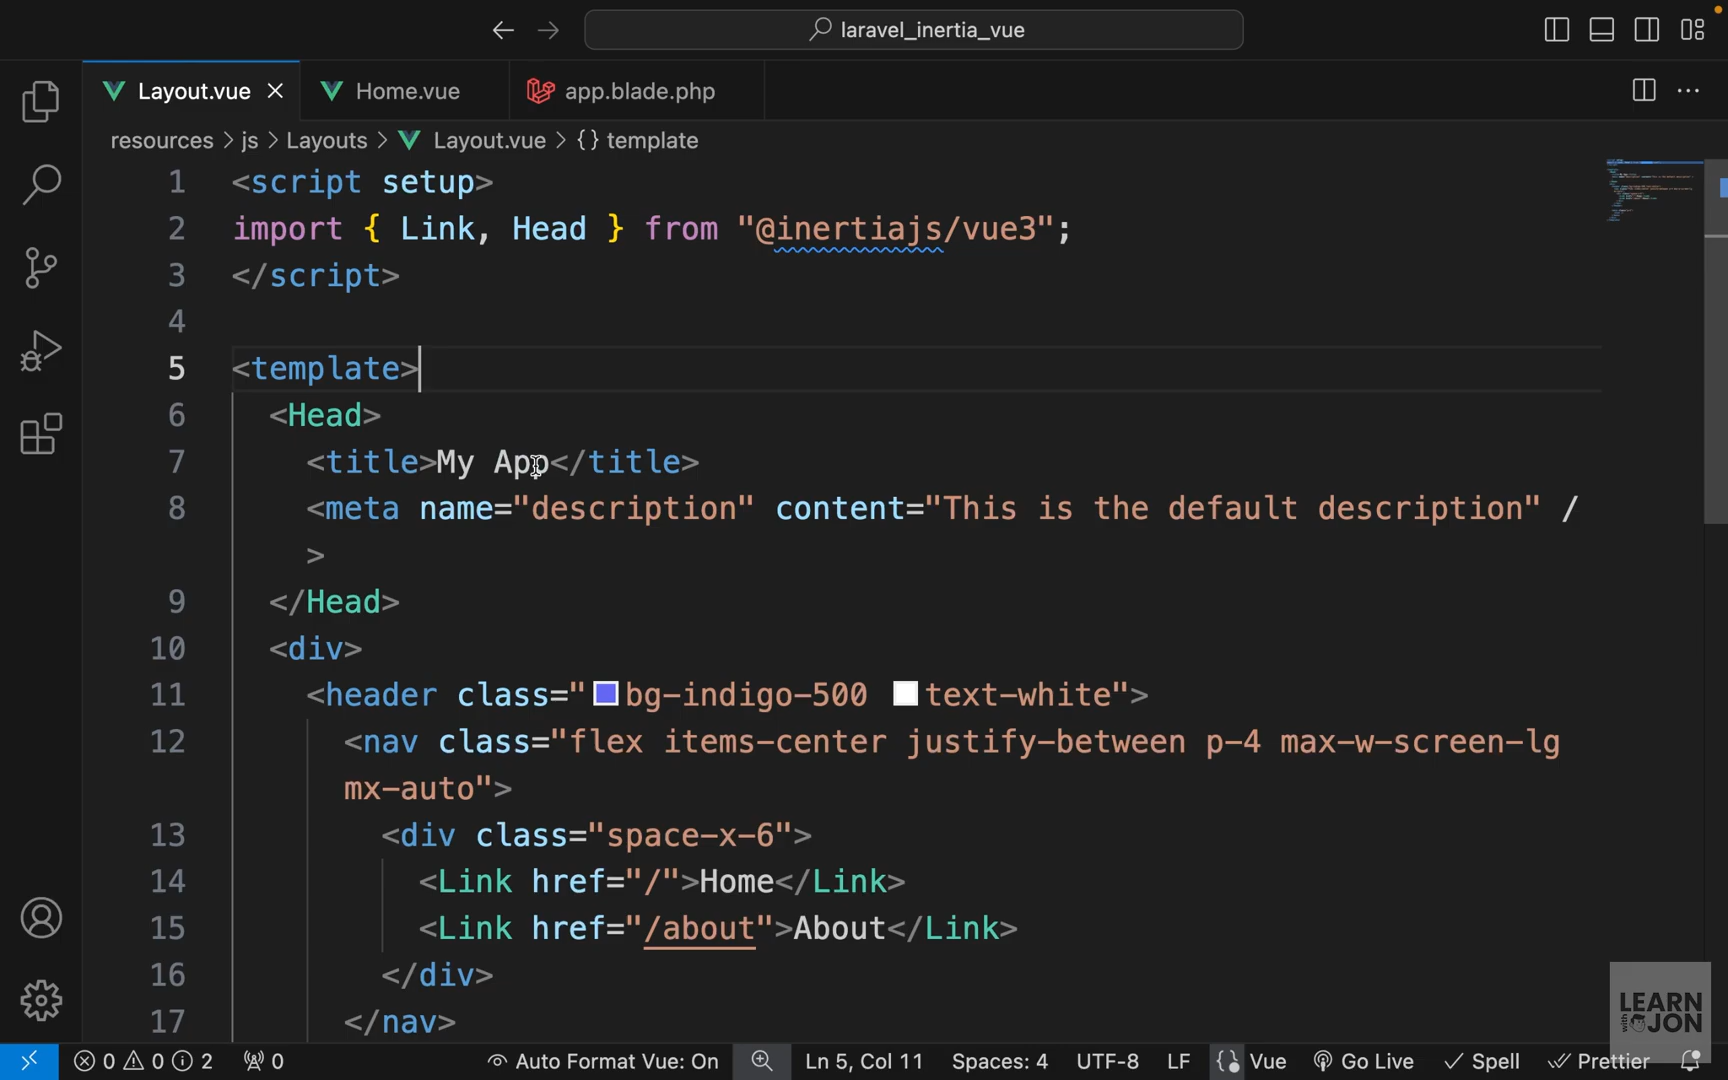 laravel_inertia_vue
Layout.vue
Home.vue
app.blade.php
resources > js > Layouts > Layout.vue > {} template
1 <script setup>
2 import { Link, Head } from "@inertiajs/vue3";
3 </script>
4
5 <template>
6 <Head>
7 <title>My App</title>
8 <meta name="description" content="This is the default description" /
>
9 </Head>
10 <div>
11 <header class="bg-indigo-500 text-white">
12 <nav class="flex items-center justify-between p-4 max-w-screen-lg
mx-auto">
13 <div class="space-x-6">
14 <Link href="/">Home</Link>
15 <Link href="/about">About</Link>
16 </div>
17 </nav>
LEARN
with JON
0 0 2 0 Auto Format Vue: On Ln 5, Col 11 Spaces: 4 UTF-8 LF {} Vue Go Live Spell Prettier